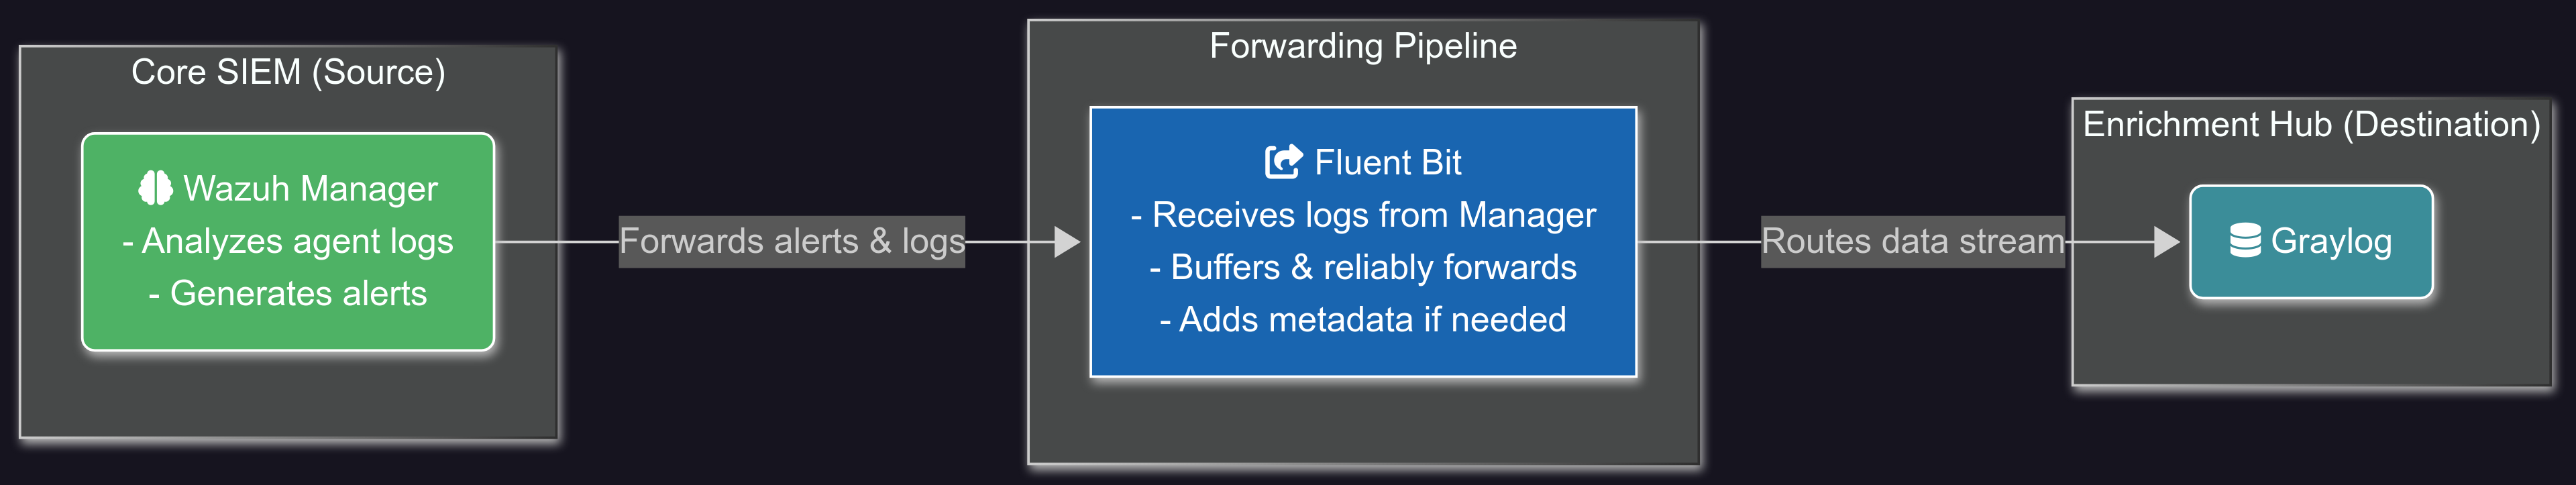 Core SIEM (Source)
Wazuh Manager
- Analyzes agent logs
- Generates alerts
Forwards alerts & logs
Forwarding Pipeline
Fluent Bit
- Receives logs from Manager
- Buffers & reliably forwards
- Adds metadata if needed
Routes data stream
Enrichment Hub (Destination)
Graylog